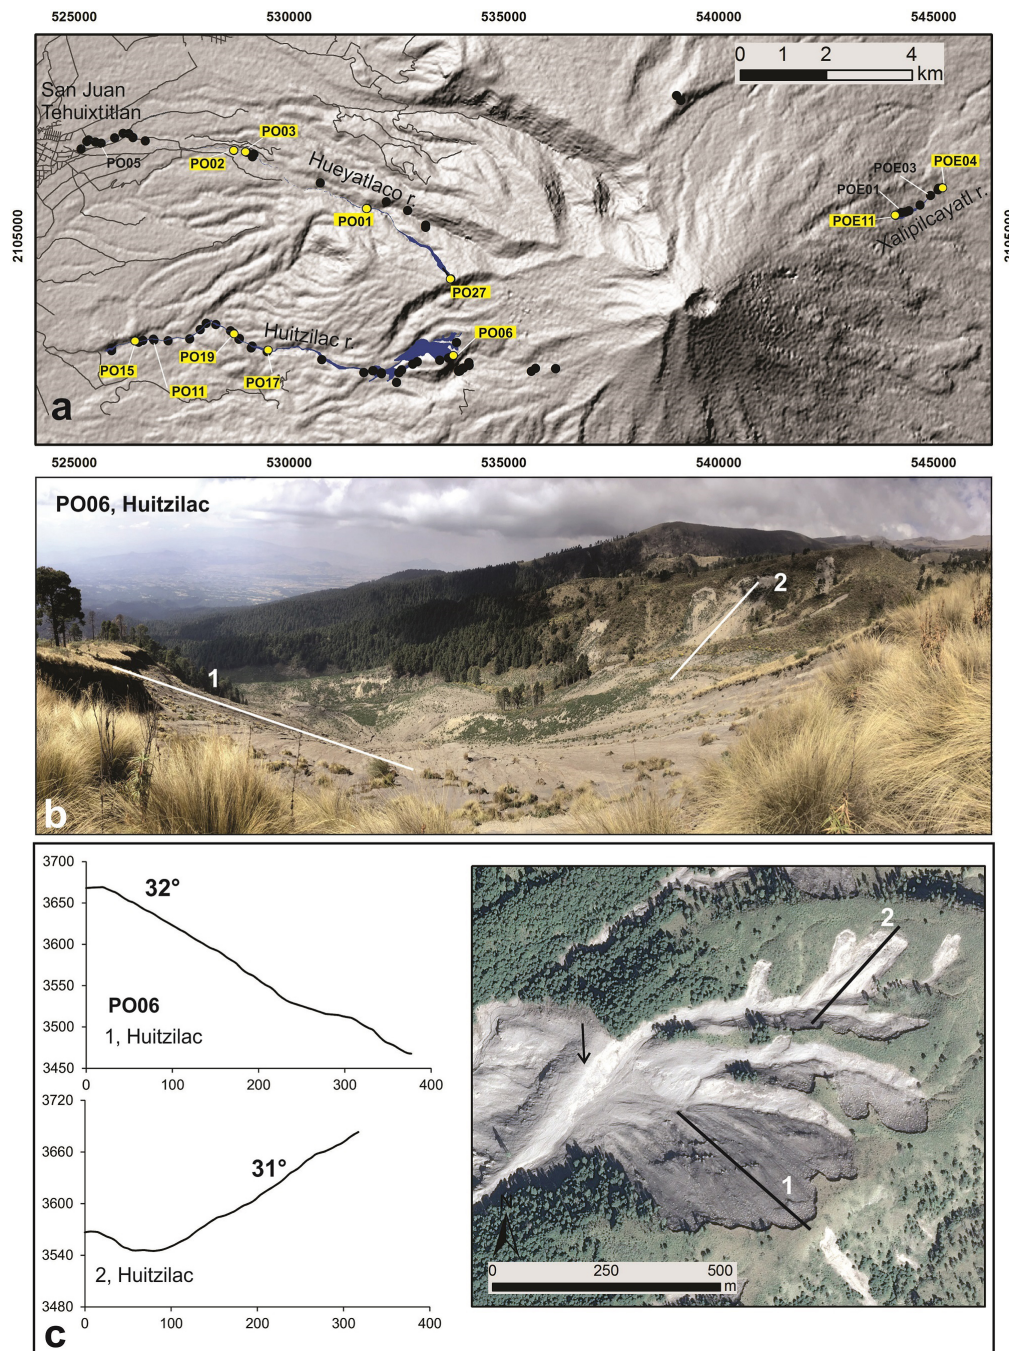 525000 530000 535000 540000 545000
0 1 2 4
km
San Juan
Tehuixtitlan
PO05
PO02
PO03
Hueyatlaco r.
PO01
PO27
POE03
POE04
POE01
POE11
Xalipilcayatl r.
2105000
2105000
Huitzilac r.
PO06
PO19
PO15
PO11
PO17
a
525000 530000 535000 540000 545000
PO06, Huitzilac
1
2
b
3700
3650
3600
3550
3500
3450
32°
PO06
1, Huitzilac
0 100 200 300 400
3720
3660
3600
3540
3480
31°
2, Huitzilac
0 100 200 300 400
c
2
1
N
0 250 500
m